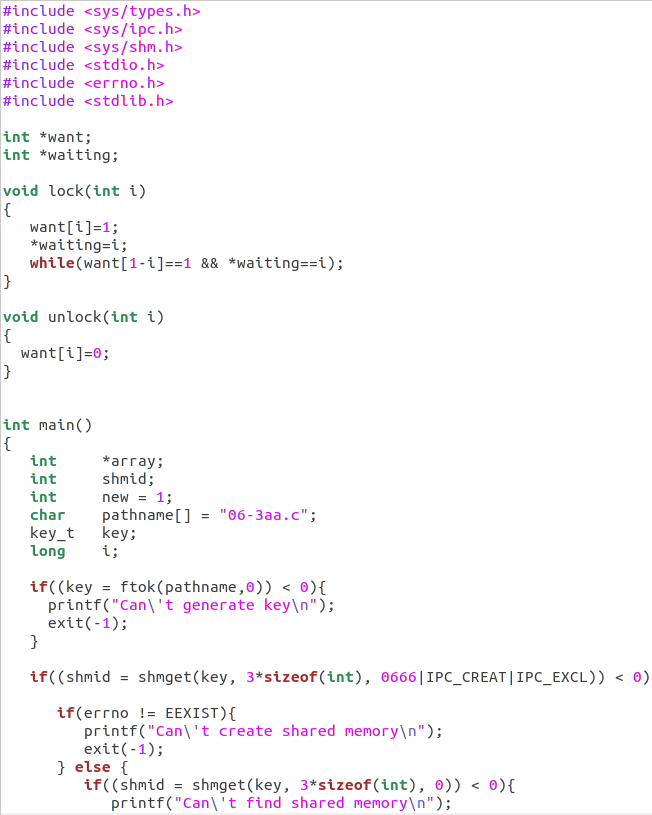 #include <sys/types.h>
#include <sys/ipc.h>
#include <sys/shm.h>
#include <stdio.h>
#include <errno.h>
#include <stdlib.h>

int *want;
int *waiting;

void lock(int i)
{
   want[i]=1;
   *waiting=i;
   while(want[1-i]==1 && *waiting==i);
}

void unlock(int i)
{
  want[i]=0;
}


int main()
{
   int     *array;
   int     shmid;
   int     new = 1;
   char    pathname[] = "06-3aa.c";
   key_t   key;
   long    i;

   if((key = ftok(pathname,0)) < 0){
     printf("Can\'t generate key\n");
     exit(-1);
   }

   if((shmid = shmget(key, 3*sizeof(int), 0666|IPC_CREAT|IPC_EXCL)) < 0)

      if(errno != EEXIST){
         printf("Can\'t create shared memory\n");
         exit(-1);
      } else {
         if((shmid = shmget(key, 3*sizeof(int), 0)) < 0){
            printf("Can\'t find shared memory\n");